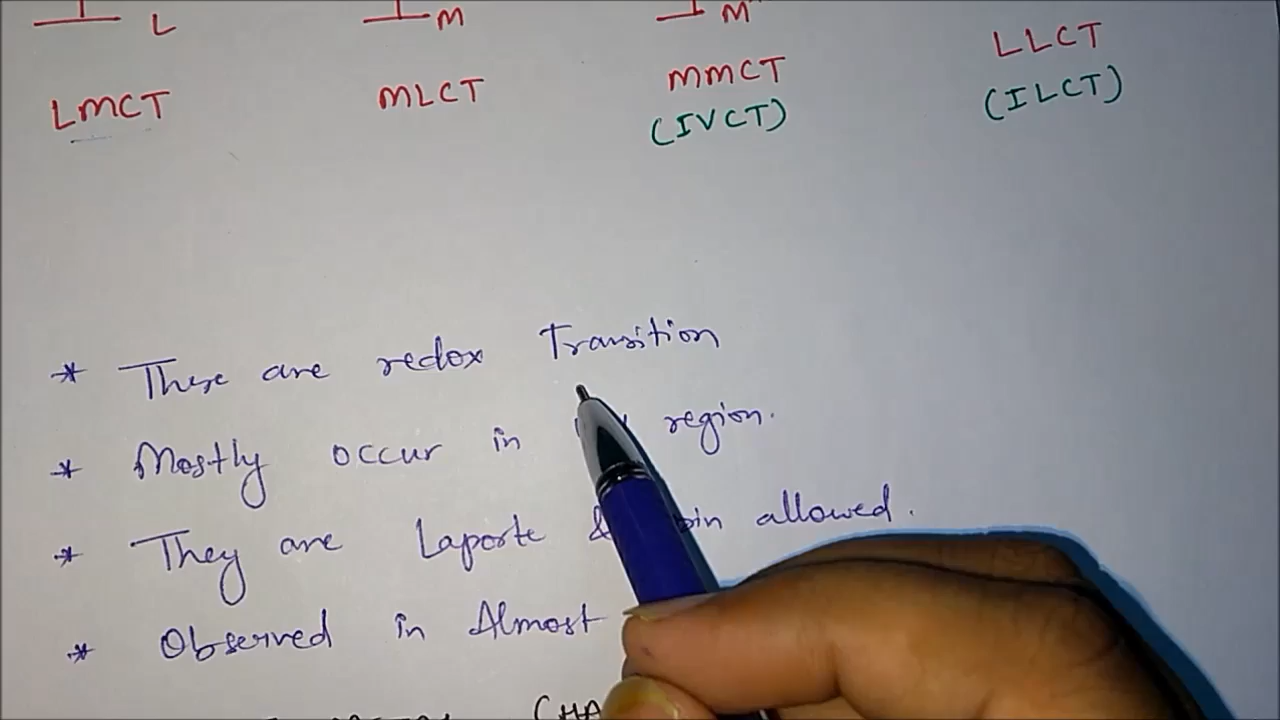 L M M
LMCT MLCT MMCT LLCT
(IVCT) (ILCT)
* These are redox Transition
* Mostly occur in region.
* They are Laporte & allowed.
* Observed in Almost